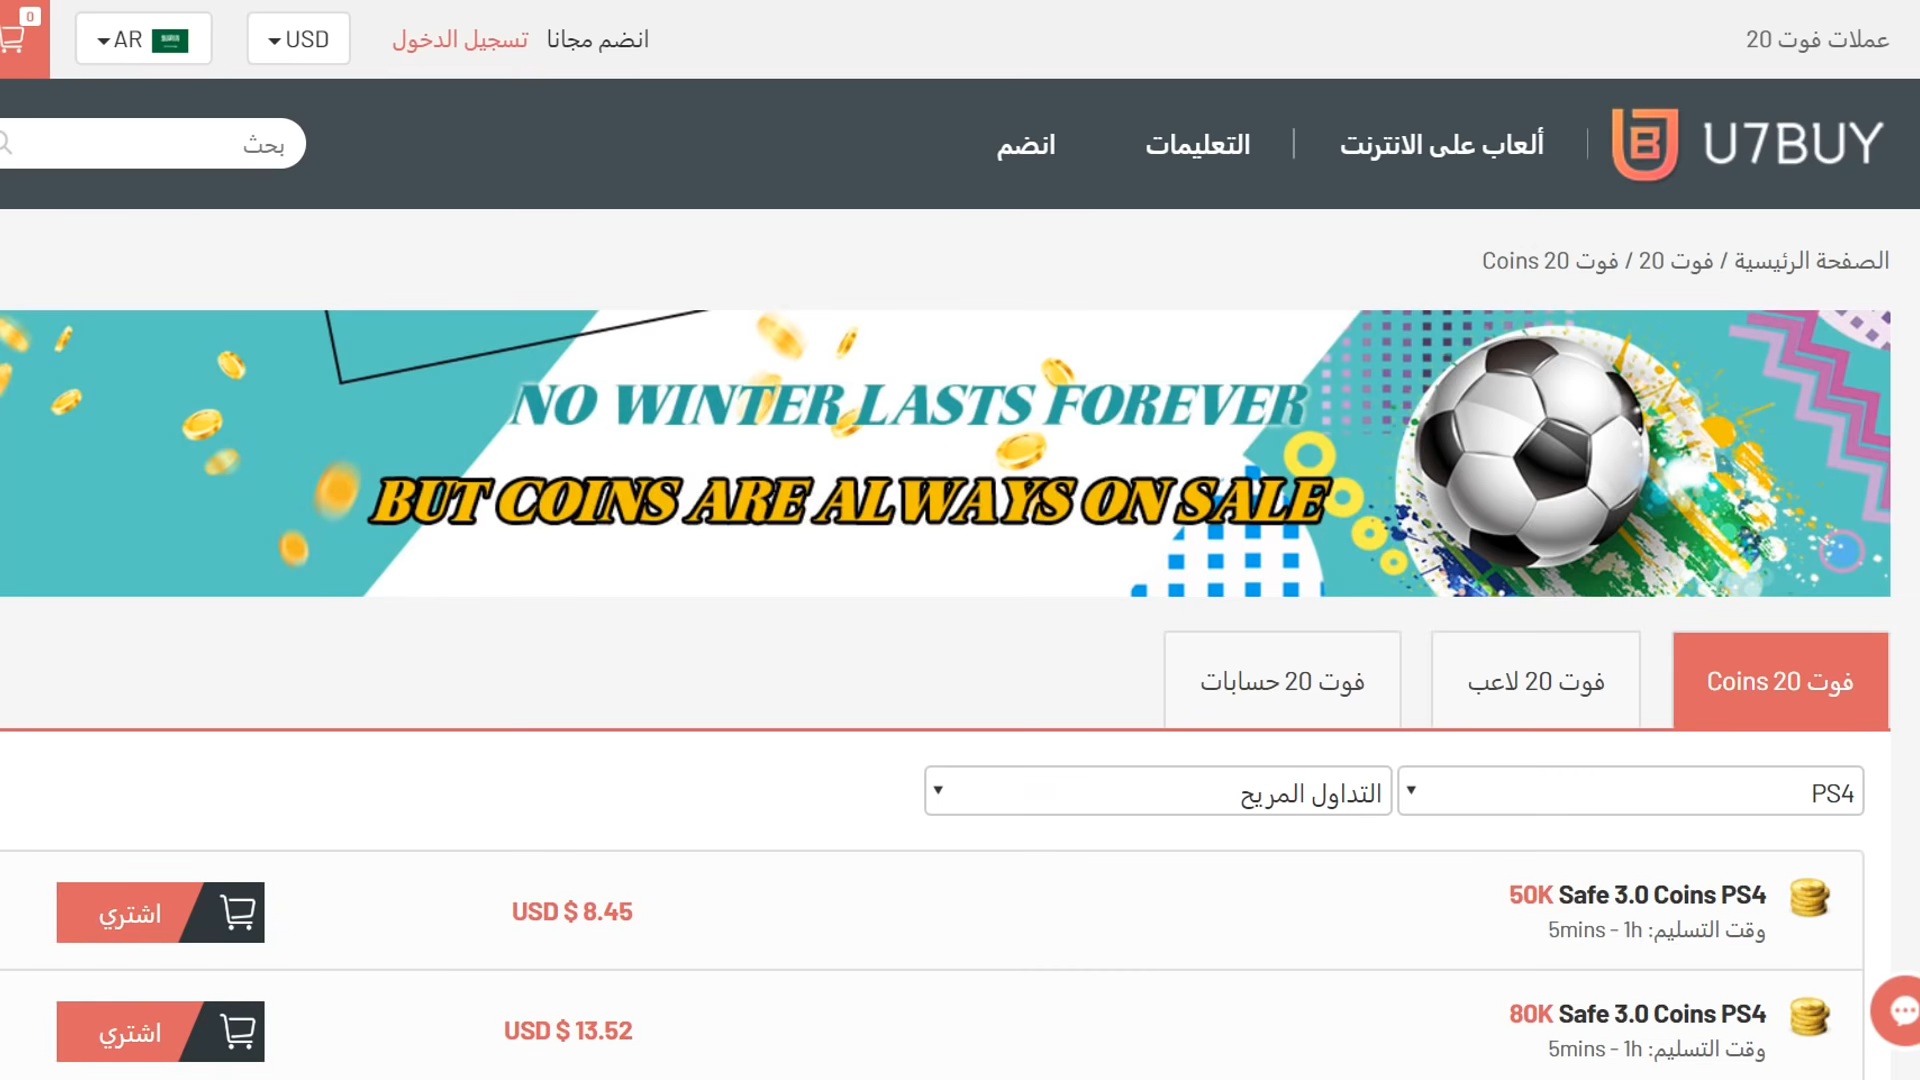 عملات فوت 20
انضم مجانا
تسجيل الدخول
USD
AR
0
U7BUY
ألعاب على الانترنت
التعليمات
انضم
بحث
الصفحة الرئيسية / فوت 20 / فوت 20 Coins
NO WINTER LASTS FOREVER
BUT COINS ARE ALWAYS ON SALE
فوت 20 Coins
فوت 20 لاعب
فوت 20 حسابات
PS4
التداول المريح
50K Safe 3.0 Coins PS4
وقت التسليم: 5mins - 1h
USD $ 8.45
اشتري
80K Safe 3.0 Coins PS4
وقت التسليم: 5mins - 1h
USD $ 13.52
اشتري